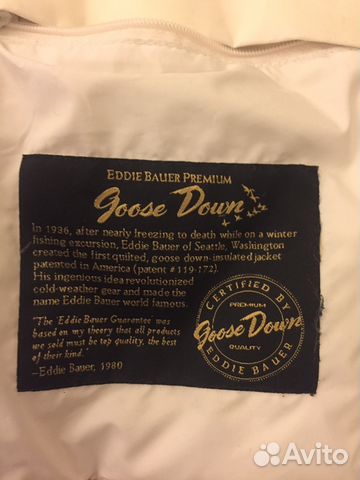 EDDIE BAUER PREMIUM
Goose Down
In 1936, after nearly freezing to death while on a winter
fishing excursion, Eddie Bauer of Seattle, Washington
created the first quilted, goose down-insulated jacket
patented in America (patent #119-172).
His ingenious idea revolutionized
cold-weather gear and made the
name Eddie Bauer world famous.
"The 'Eddie Bauer Guarantee' was
based on my theory that all products
we sold must be top quality, the best
of their kind."
–Eddie Bauer, 1980
CERTIFIED BY
PREMIUM
Goose Down
QUALITY
EDDIE BAUER
Avito